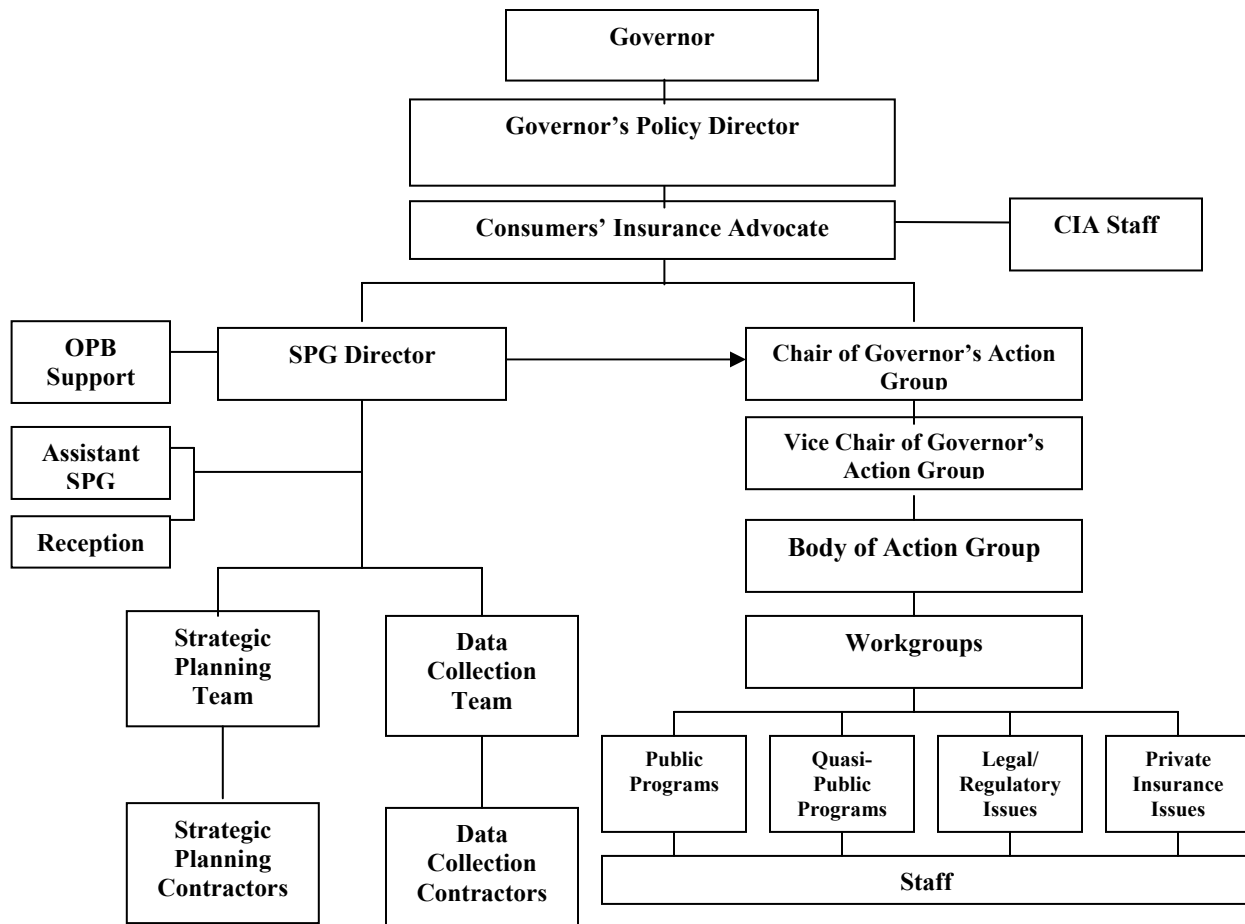 Governor
Governor’s Policy Director
Consumers’ Insurance Advocate
CIA Staff
OPB
Support
SPG Director
Chair of Governor’s Action
Group
Assistant
SPG
Reception
Vice Chair of Governor’s
Action Group
Body of Action Group
Strategic
Planning
Team
Data
Collection
Team
Workgroups
Public
Programs
Quasi-
Public
Programs
Legal/
Regulatory
Issues
Private
Insurance
Issues
Strategic
Planning
Contractors
Data
Collection
Contractors
Staff